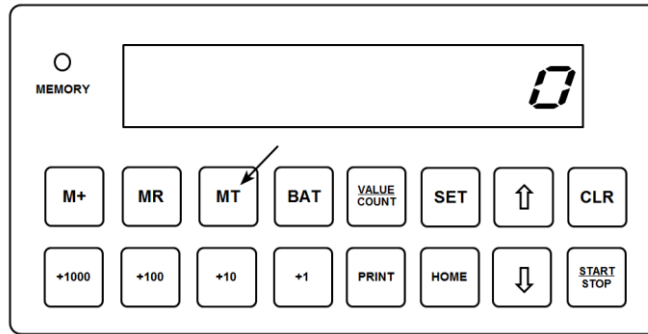 0
MEMORY
M+ MR MT BAT VALUE SET CLR
COUNT
+1000 +100 +10 +1 PRINT HOME START
STOP